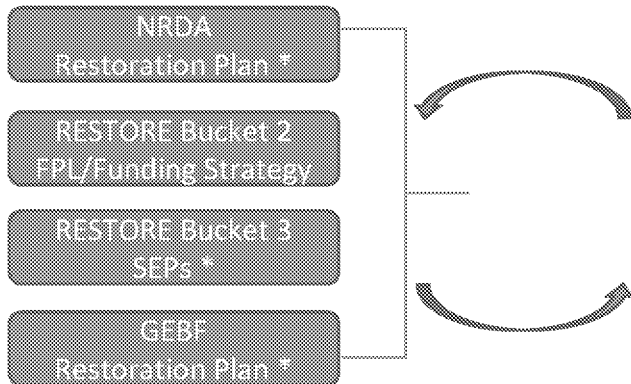 NRDA
Restoration Plan *
RESTORE Bucket 2
FPL/Funding Strategy
RESTORE Bucket 3
SEPs *
GEBF
Restoration Plan *